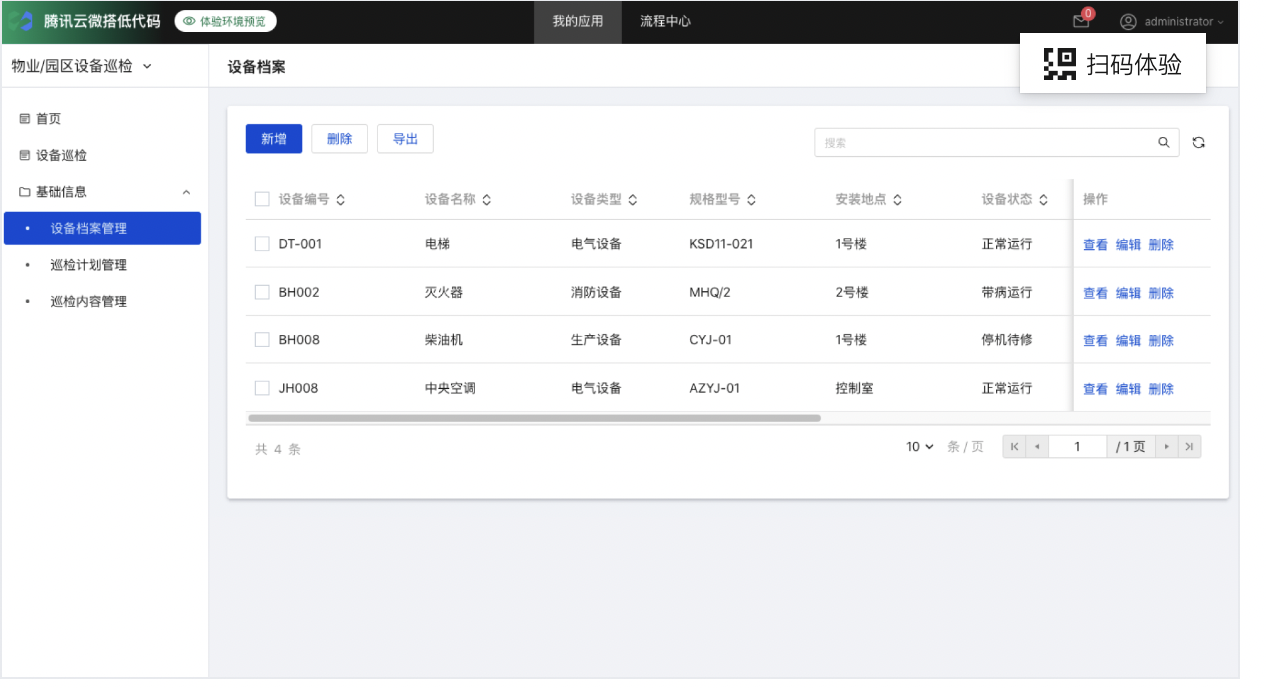 腾讯云微搭低代码 体验环境预览 我的应用 流程中心 0 administrator
扫码体验
物业/园区设备巡检 设备档案
首页
设备巡检
基础信息
设备档案管理
巡检计划管理
巡检内容管理
新增 删除 导出 搜索
设备编号 设备名称 设备类型 规格型号 安装地点 设备状态 操作
DT-001 电梯 电气设备 KSD11-021 1号楼 正常运行 查看 编辑 删除
BH002 灭火器 消防设备 MHQ/2 2号楼 带病运行 查看 编辑 删除
BH008 柴油机 生产设备 CYJ-01 1号楼 停机待修 查看 编辑 删除
JH008 中央空调 电气设备 AZYJ-01 控制室 正常运行 查看 编辑 删除
共 4 条 10 条 / 页 1 / 1 页